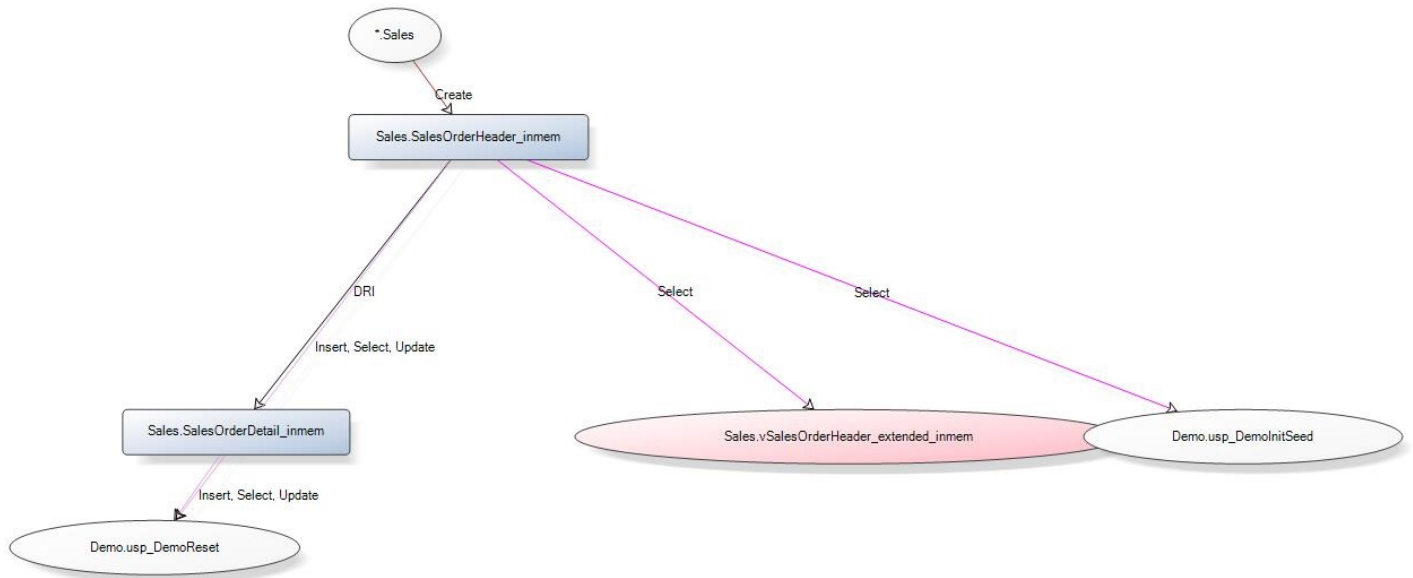 *.Sales
Create
Sales.SalesOrderHeader_inmem
DRI
Select
Select
Insert, Select, Update
Sales.SalesOrderDetail_inmem
Sales.vSalesOrderHeader_extended_inmem
Demo.usp_DemoInitSeed
Insert, Select, Update
Demo.usp_DemoReset